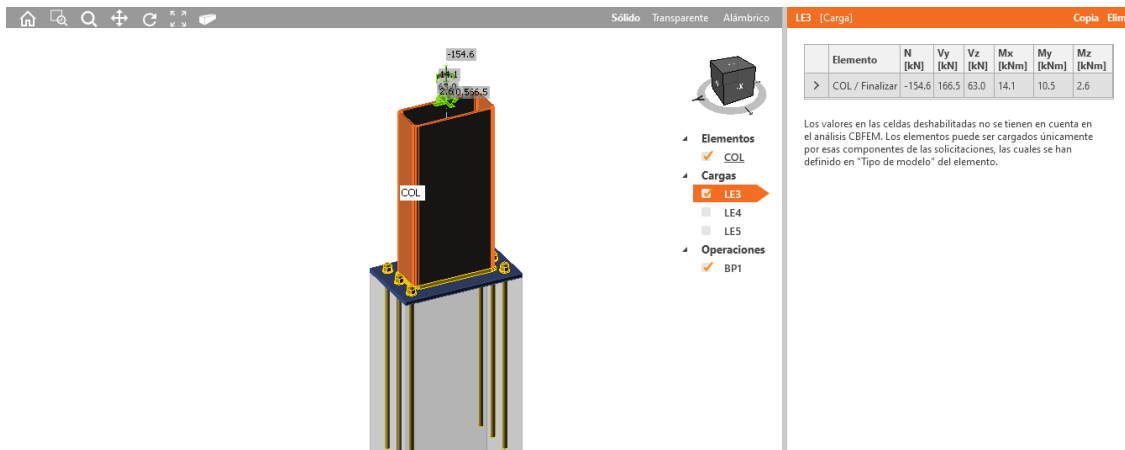 Sólido Transparente Alámbrico
LE3 [Carga] Copia Elim
-154.6
14.1
COL
Elementos
COL
Cargas
LE3
LE4
LE5
Operaciones
BP1
Elemento N [kN] Vy [kN] Vz [kN] Mx [kNm] My [kNm] Mz [kNm]
COL / Finalizar -154.6 166.5 63.0 14.1 10.5 2.6
Los valores en las celdas deshabilitadas no se tienen en cuenta en
el análisis CBFEM. Los elementos puede ser cargados únicamente
por esas componentes de las solicitaciones, las cuales se han
definido en "Tipo de modelo" del elemento.